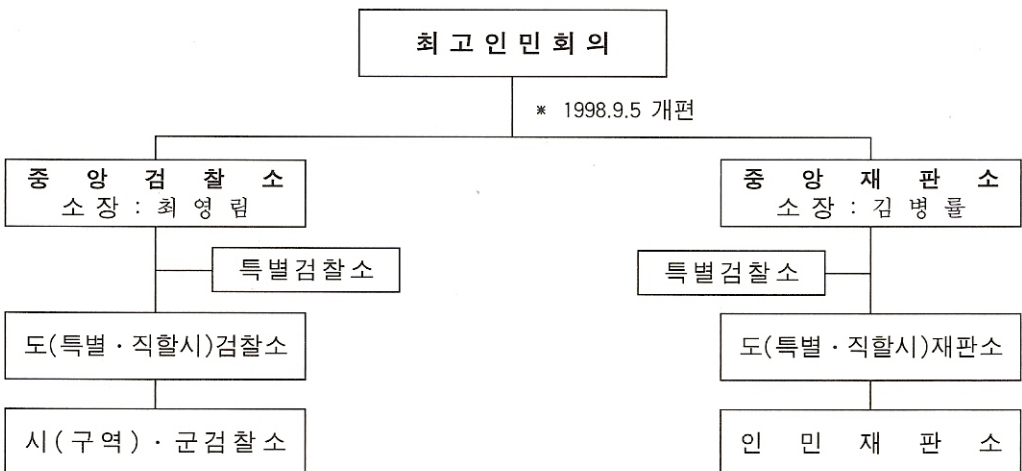 최고인민회의
* 1998.9.5 개편
중앙검찰소
소장 : 최영림
중앙재판소
소장 : 김병률
특별검찰소
특별검찰소
도(특별·직할시)검찰소
도(특별·직할시)재판소
시(구역)·군검찰소
인민재판소